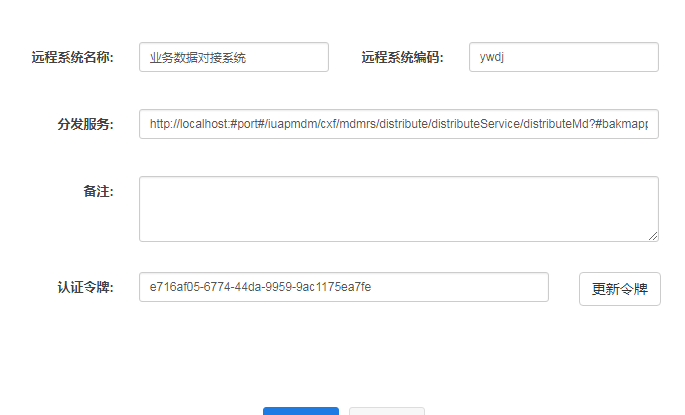 远程系统名称: 业务数据对接系统 远程系统编码: ywdj
分发服务: http://localhost:#port#/iuapmdm/cxf/mdmrs/distribute/distributeService/distributeMd?#bakmapp
备注:
认证令牌: e716af05-6774-44da-9959-9ac1175ea7fe 更新令牌